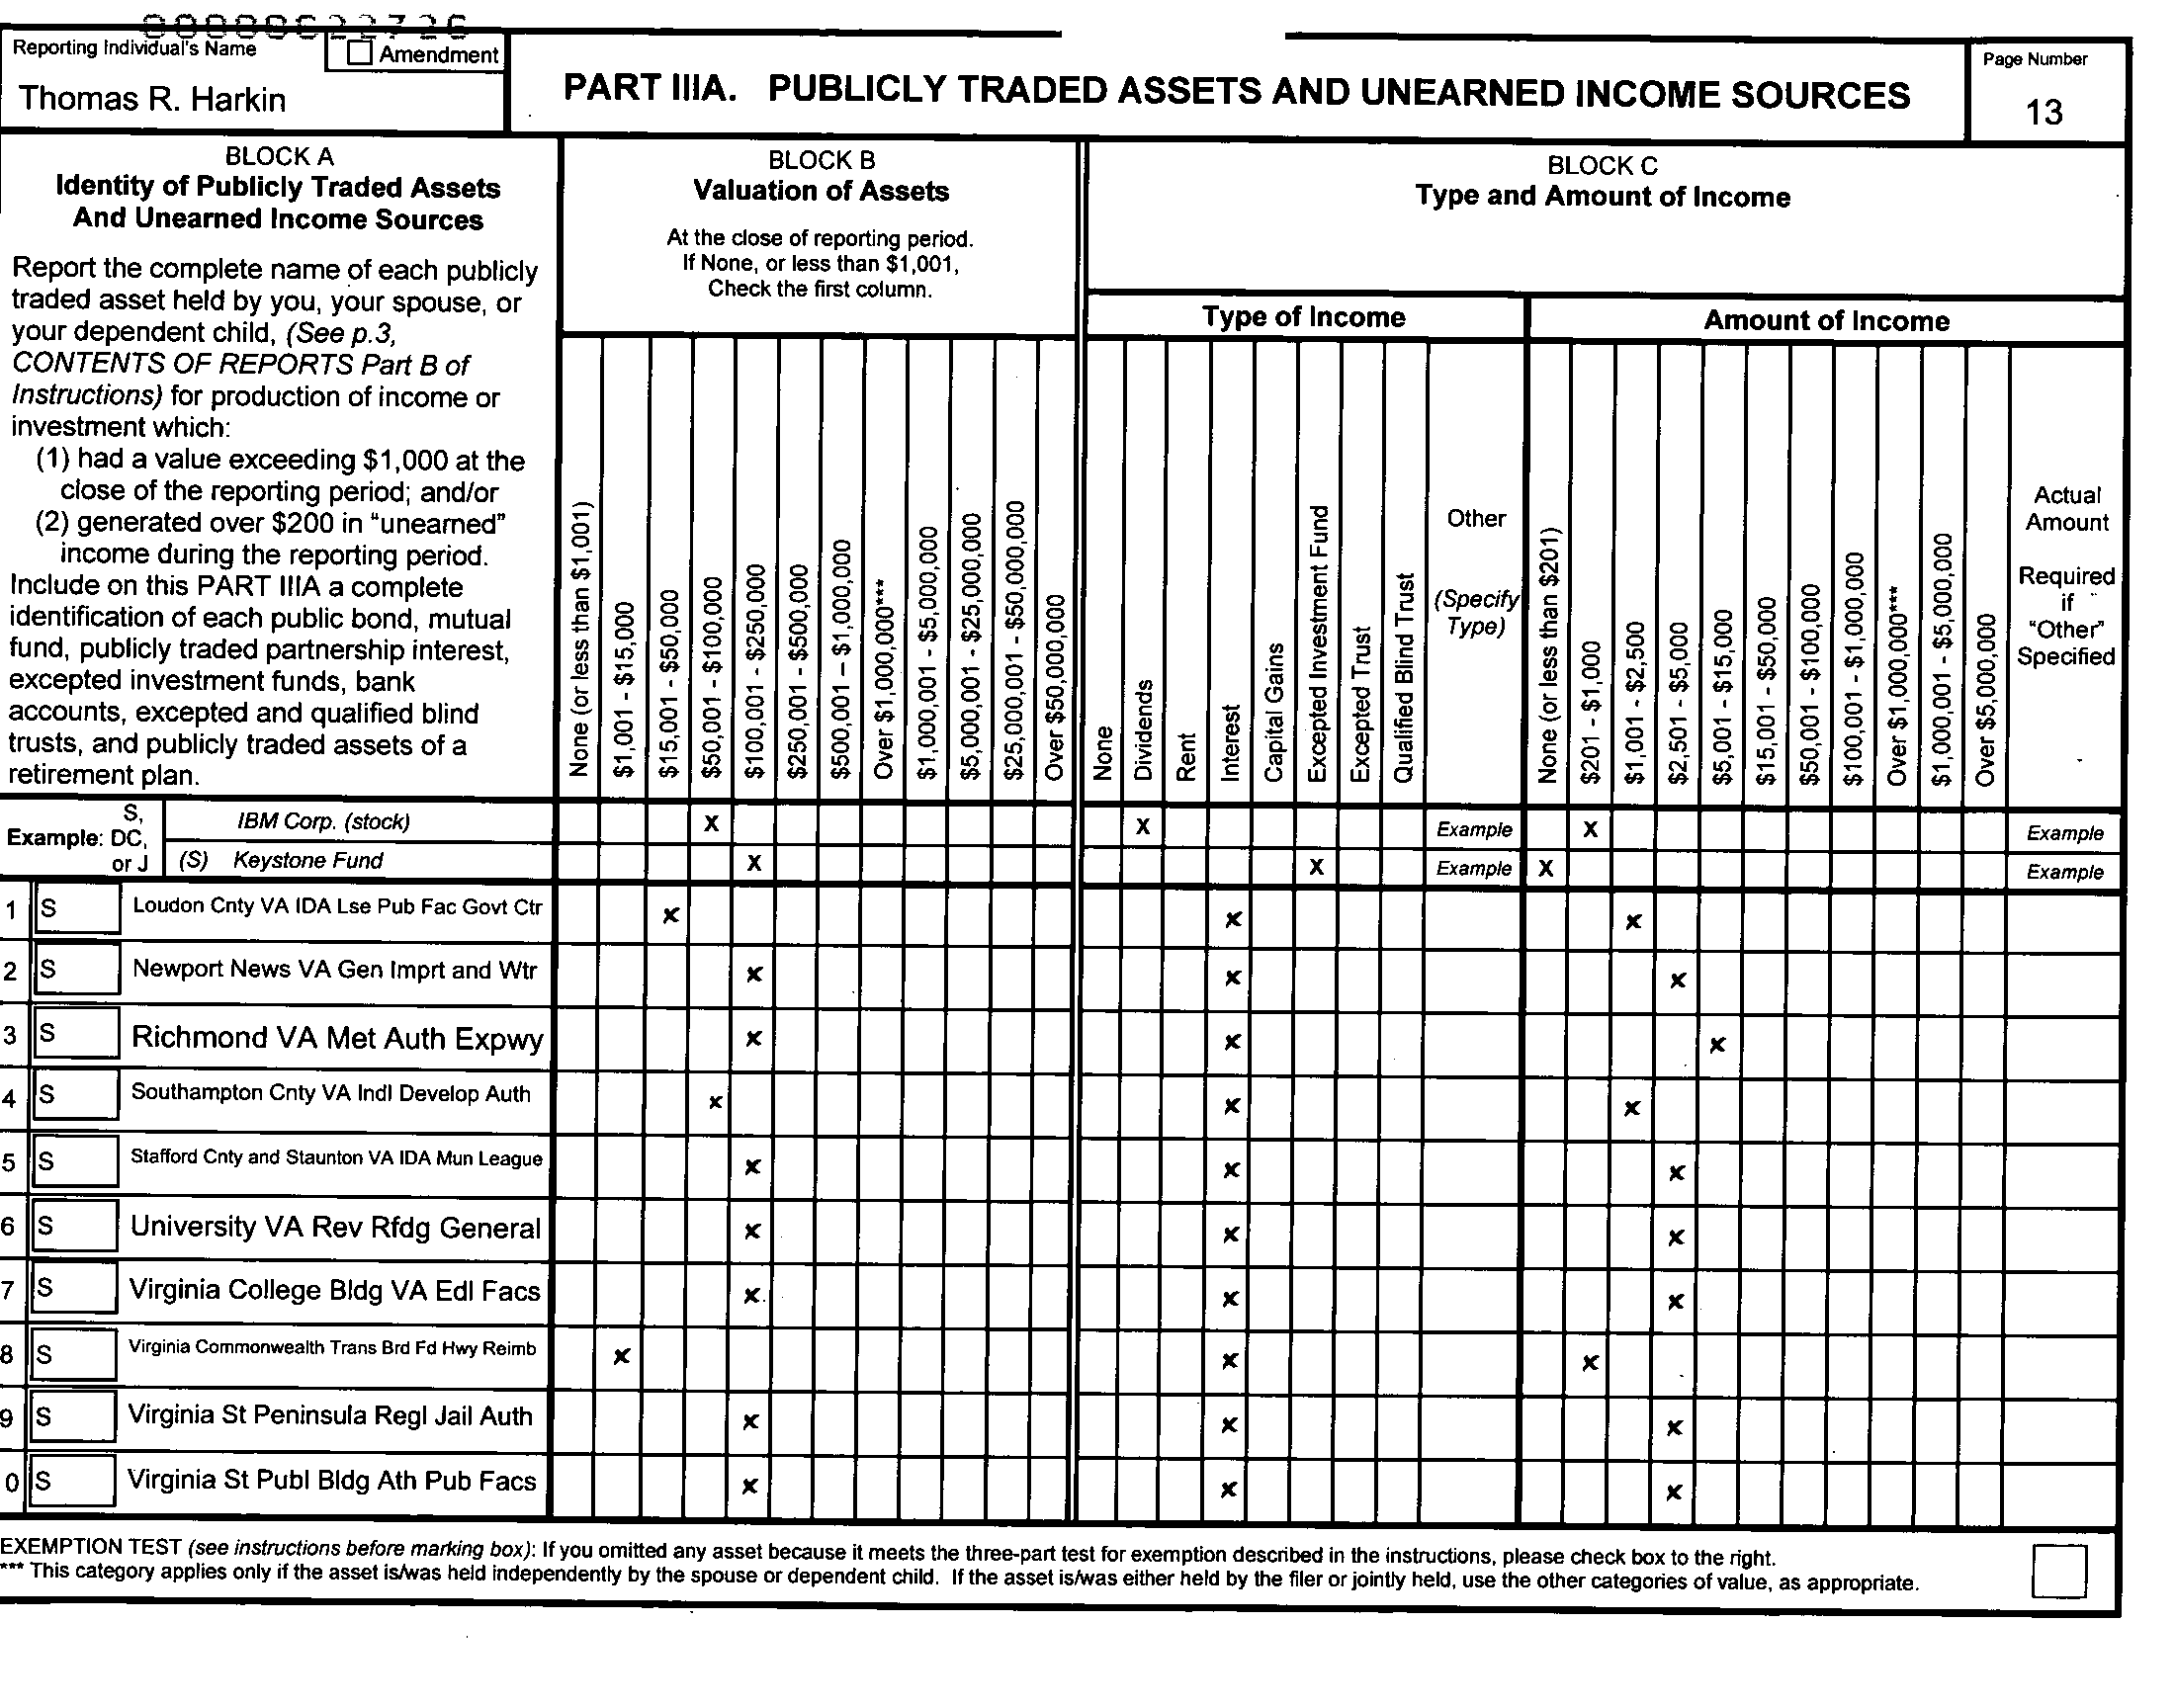 00000622726
Reporting Individual's Name
Amendment
Thomas R. Harkin
PART IIIA. PUBLICLY TRADED ASSETS AND UNEARNED INCOME SOURCES
Page Number
13
BLOCK A
Identity of Publicly Traded Assets
And Unearned Income Sources
Report the complete name of each publicly
traded asset held by you, your spouse, or
your dependent child, (See p.3,
CONTENTS OF REPORTS Part B of
Instructions) for production of income or
investment which:
(1) had a value exceeding $1,000 at the
close of the reporting period; and/or
(2) generated over $200 in "unearned"
income during the reporting period.
Include on this PART IIIA a complete
identification of each public bond, mutual
fund, publicly traded partnership interest,
excepted investment funds, bank
accounts, excepted and qualified blind
trusts, and publicly traded assets of a
retirement plan.
BLOCK B
Valuation of Assets
At the close of reporting period.
If None, or less than $1,001,
Check the first column.
None (or less than $1,001)
$1,001 - $15,000
$15,001 - $50,000
$50,001 - $100,000
$100,001 - $250,000
$250,001 - $500,000
$500,001 – $1,000,000
Over $1,000,000***
$1,000,001 - $5,000,000
$5,000,001 - $25,000,000
$25,000,001 - $50,000,000
Over $50,000,000
BLOCK C
Type and Amount of Income
Type of Income
None
Dividends
Rent
Interest
Capital Gains
Excepted Investment Fund
Excepted Trust
Qualified Blind Trust
Other
(Specify
Type)
Amount of Income
None (or less than $201)
$201 - $1,000
$1,001 - $2,500
$2,501 - $5,000
$5,001 - $15,000
$15,001 - $50,000
$50,001 - $100,000
$100,001 - $1,000,000
Over $1,000,000***
$1,000,001 - $5,000,000
Over $5,000,000
Actual
Amount
Required
if
"Other"
Specified
Example: S, DC, or J
IBM Corp. (stock) X X Example X Example
(S) Keystone Fund X X Example X Example
1 S Loudon Cnty VA IDA Lse Pub Fac Govt Ctr x x x
2 S Newport News VA Gen Imprt and Wtr x x x
3 S Richmond VA Met Auth Expwy x x x
4 S Southampton Cnty VA Indl Develop Auth x x x
5 S Stafford Cnty and Staunton VA IDA Mun League x x x
6 S University VA Rev Rfdg General x x x
7 S Virginia College Bldg VA Edl Facs x x x
8 S Virginia Commonwealth Trans Brd Fd Hwy Reimb x x x
9 S Virginia St Peninsula Regl Jail Auth x x x
0 S Virginia St Publ Bldg Ath Pub Facs x x x
EXEMPTION TEST (see instructions before marking box): If you omitted any asset because it meets the three-part test for exemption described in the instructions, please check box to the right.
*** This category applies only if the asset is/was held independently by the spouse or dependent child. If the asset is/was either held by the filer or jointly held, use the other categories of value, as appropriate.